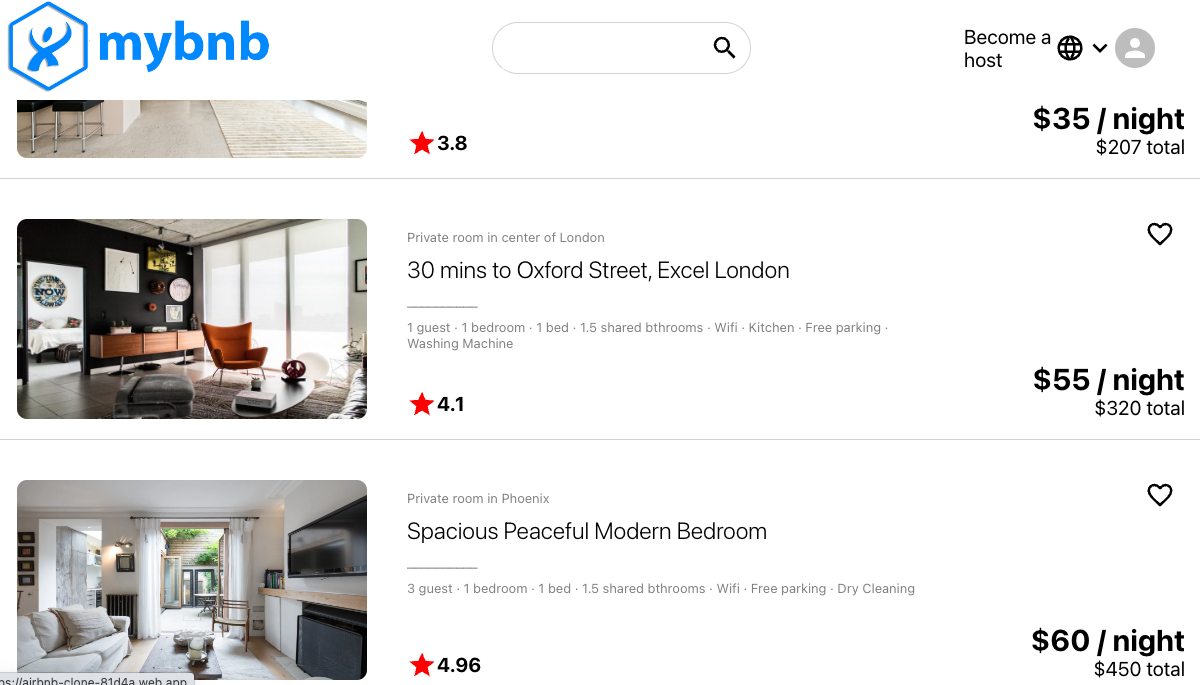 mybnb
Become a
host
$35 / night
3.8
$207 total
Private room in center of London
30 mins to Oxford Street, Excel London
1 guest · 1 bedroom · 1 bed · 1.5 shared bthrooms · Wifi · Kitchen · Free parking ·
Washing Machine
NOW
4.1
$55 / night
$320 total
Private room in Phoenix
Spacious Peaceful Modern Bedroom
3 guest · 1 bedroom · 1 bed · 1.5 shared bthrooms · Wifi · Free parking · Dry Cleaning
4.96
$60 / night
$450 total
ps://airbnb-clone-81d4a.web.app